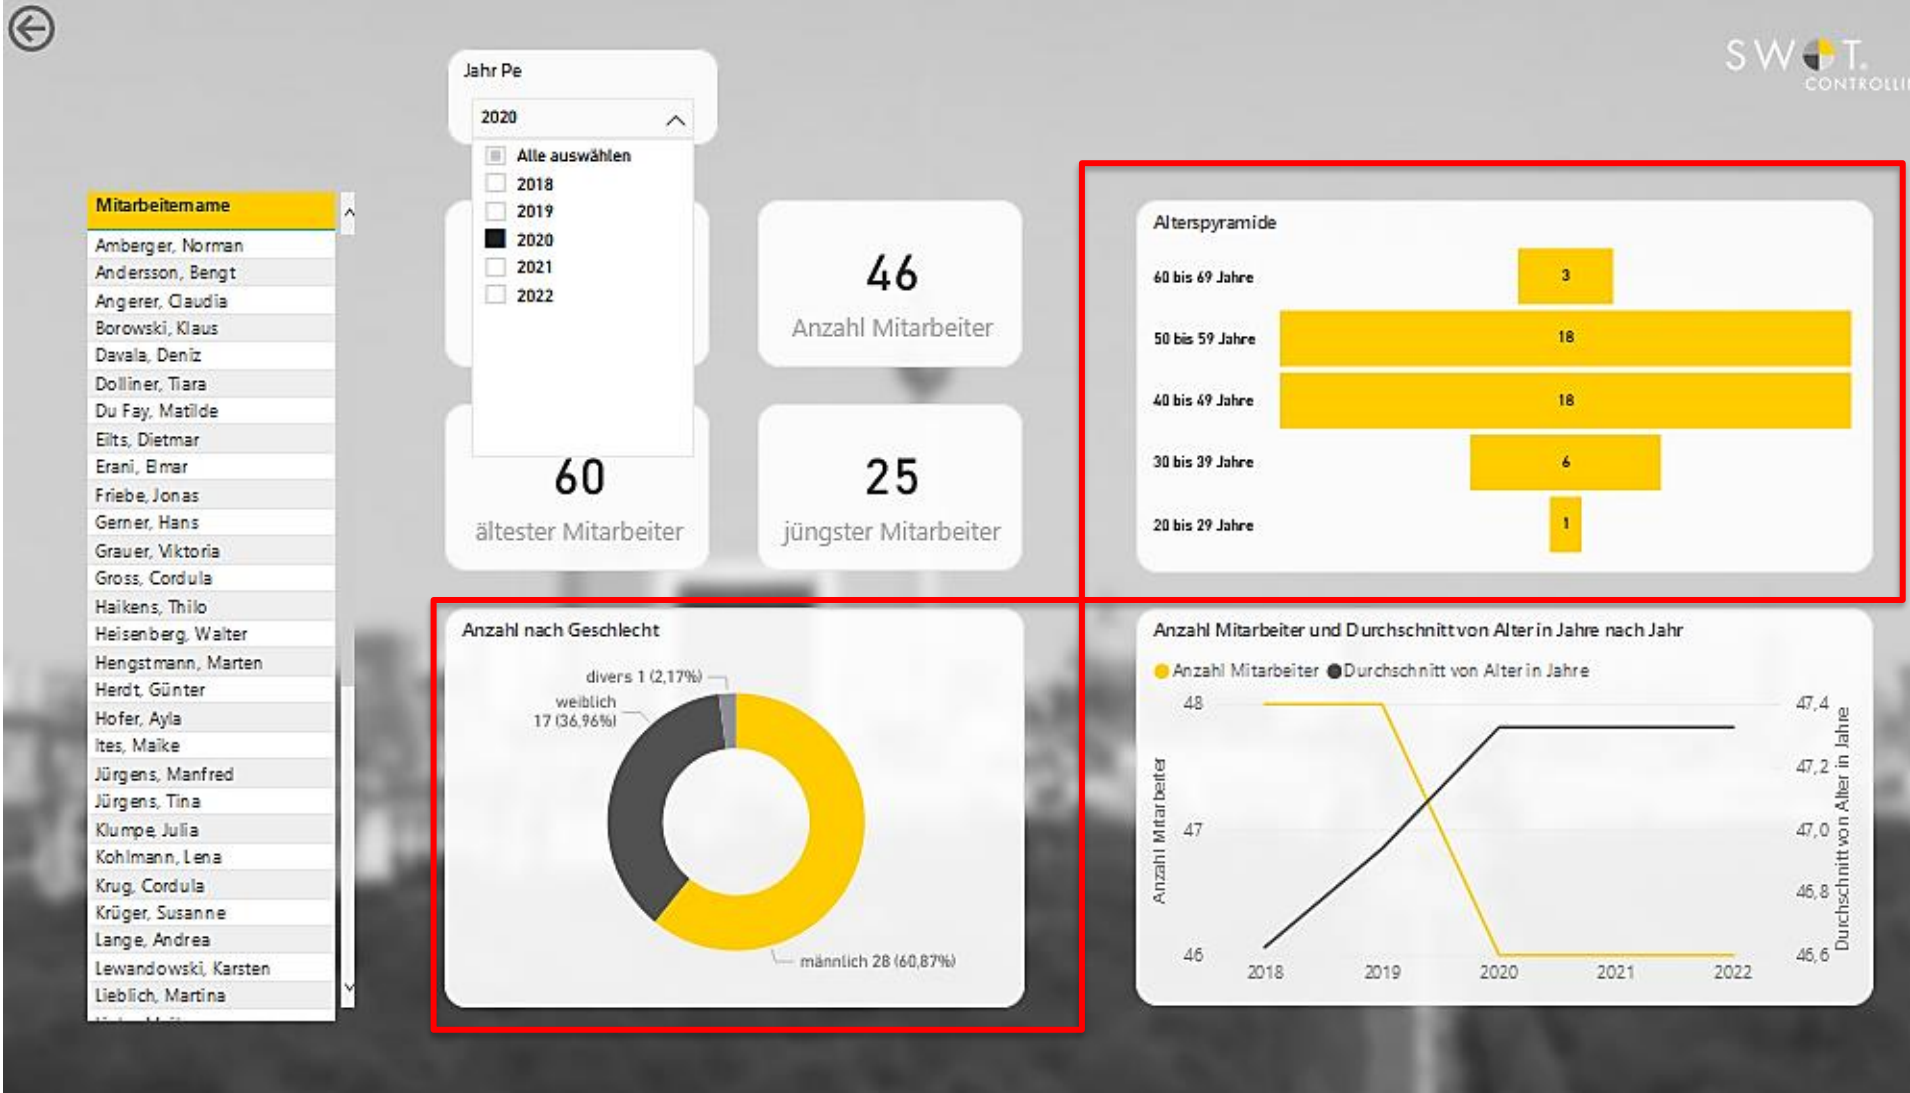 SW T.
CONTROLLIN
Jahr Pe
2020
Alle auswählen
2018
2019
2020
2021
2022
Mitarbeitername
Amberger, Norman
Andersson, Bengt
Angerer, Claudia
Borowski, Klaus
Davala, Deniz
Dolliner, Tiara
Du Fay, Matilde
Eilts, Dietmar
Erani, Elmar
Friebe, Jonas
Gerner, Hans
Grauer, Viktoria
Gross, Cordula
Haikens, Thilo
Heisenberg, Walter
Hengstmann, Marten
Herdt, Günter
Hofer, Ayla
Ites, Maike
Jürgens, Manfred
Jürgens, Tina
Klumpe, Julia
Kohlmann, Lena
Krug, Cordula
Krüger, Susanne
Lange, Andrea
Lewandowski, Karsten
Lieblich, Martina
46
Anzahl Mitarbeiter
60
ältester Mitarbeiter
25
jüngster Mitarbeiter
Alterspyramide
60 bis 69 Jahre 3
50 bis 59 Jahre 18
40 bis 49 Jahre 18
30 bis 39 Jahre 6
20 bis 29 Jahre 1
Anzahl nach Geschlecht
divers 1 (2,17%)
weiblich
17 (36,96%)
männlich 28 (60,87%)
Anzahl Mitarbeiter und Durchschnitt von Alter in Jahre nach Jahr
Anzahl Mitarbeiter Durchschnitt von Alter in Jahre
48 47,4
47,2
47 47,0
46,8
46 46,6
Anzahl Mitarbeiter
Durchschnitt von Alter in Jahre
2018 2019 2020 2021 2022